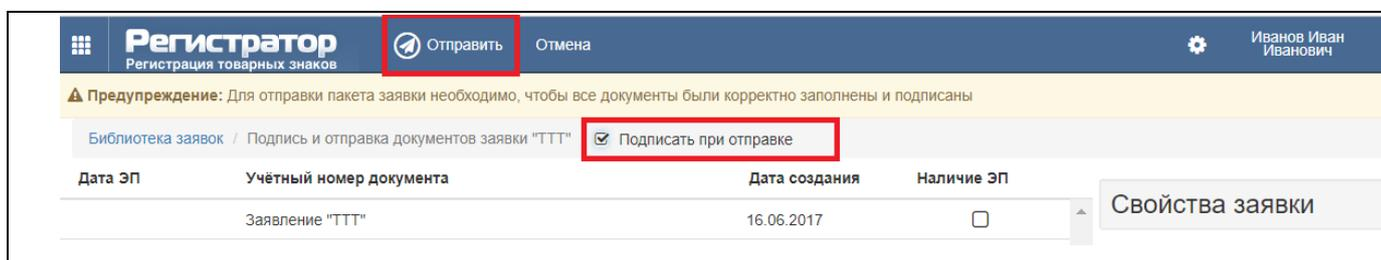 Регистратор
Регистрация товарных знаков
Отправить
Отмена
Иванов Иван
Иванович
Предупреждение: Для отправки пакета заявки необходимо, чтобы все документы были корректно заполнены и подписаны
Библиотека заявок / Подпись и отправка документов заявки "ТТТ" Подписать при отправке
Дата ЭП Учётный номер документа Дата создания Наличие ЭП
Свойства заявки
Заявление "ТТТ" 16.06.2017